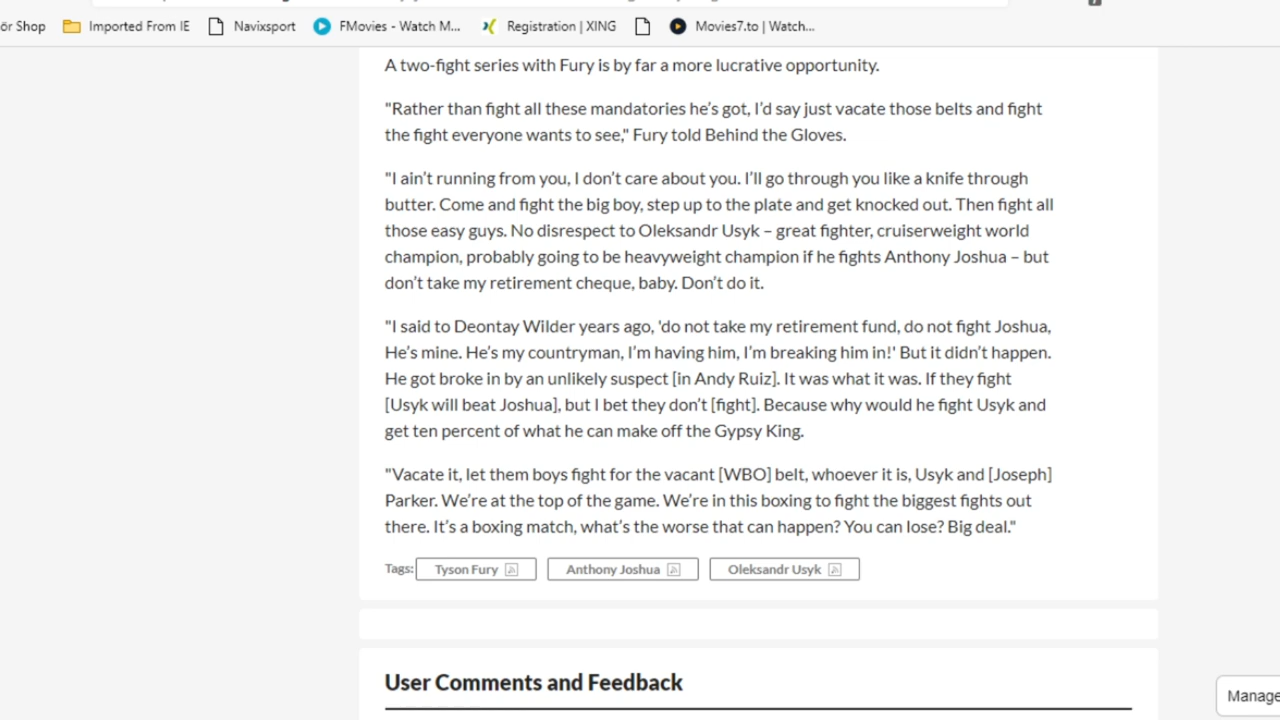 ör Shop
Imported From IE
Navixsport
FMovies - Watch M...
Registration | XING
Movies7.to | Watch...
A two-fight series with Fury is by far a more lucrative opportunity.
"Rather than fight all these mandatories he's got, I'd say just vacate those belts and fight
the fight everyone wants to see," Fury told Behind the Gloves.
"I ain't running from you, I don't care about you. I'll go through you like a knife through
butter. Come and fight the big boy, step up to the plate and get knocked out. Then fight all
those easy guys. No disrespect to Oleksandr Usyk – great fighter, cruiserweight world
champion, probably going to be heavyweight champion if he fights Anthony Joshua – but
don't take my retirement cheque, baby. Don't do it.
"I said to Deontay Wilder years ago, 'do not take my retirement fund, do not fight Joshua,
He's mine. He's my countryman, I'm having him, I'm breaking him in!' But it didn't happen.
He got broke in by an unlikely suspect [in Andy Ruiz]. It was what it was. If they fight
[Usyk will beat Joshua], but I bet they don't [fight]. Because why would he fight Usyk and
get ten percent of what he can make off the Gypsy King.
"Vacate it, let them boys fight for the vacant [WBO] belt, whoever it is, Usyk and [Joseph]
Parker. We're at the top of the game. We're in this boxing to fight the biggest fights out
there. It's a boxing match, what's the worse that can happen? You can lose? Big deal."
Tags: Tyson Fury Anthony Joshua Oleksandr Usyk
User Comments and Feedback
Manage